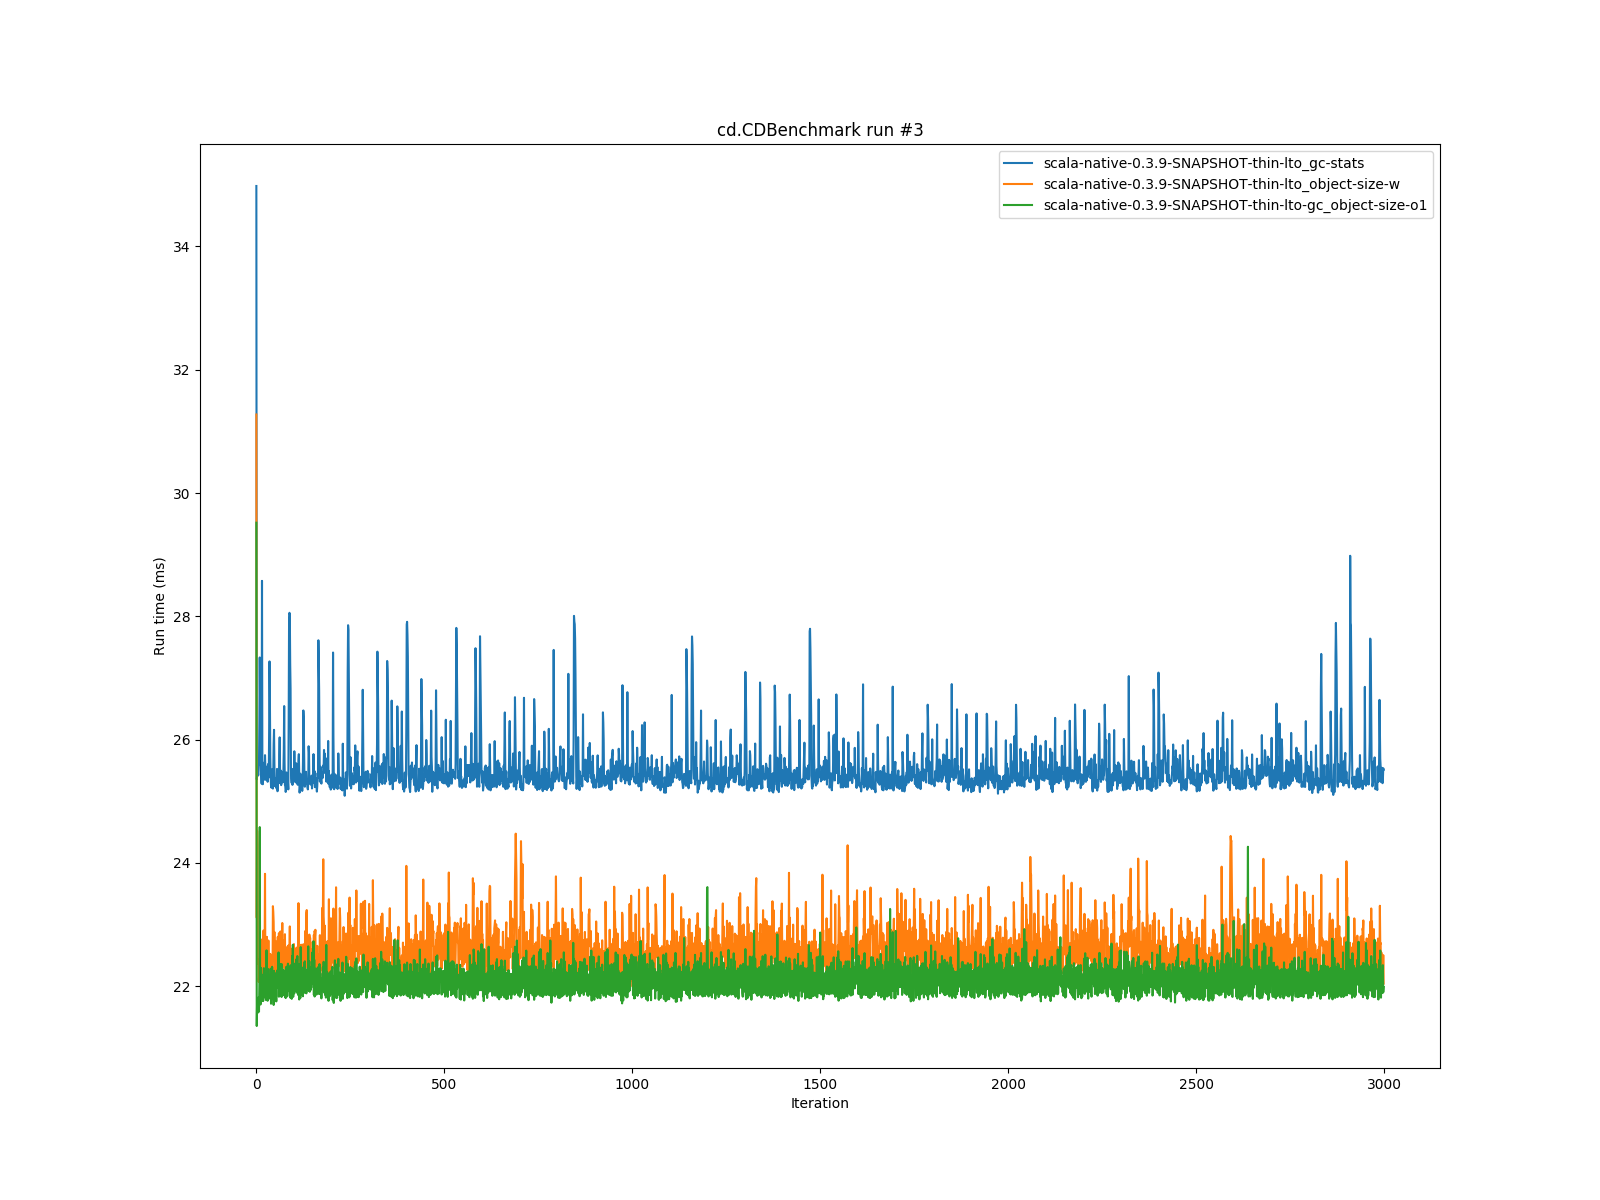 cd.CDBenchmark run #3
scala-native-0.3.9-SNAPSHOT-thin-lto_gc-stats
scala-native-0.3.9-SNAPSHOT-thin-lto_object-size-w
scala-native-0.3.9-SNAPSHOT-thin-lto-gc_object-size-o1
Run time (ms)
34
32
30
28
26
24
22
0
500
1000
1500
2000
2500
3000
Iteration